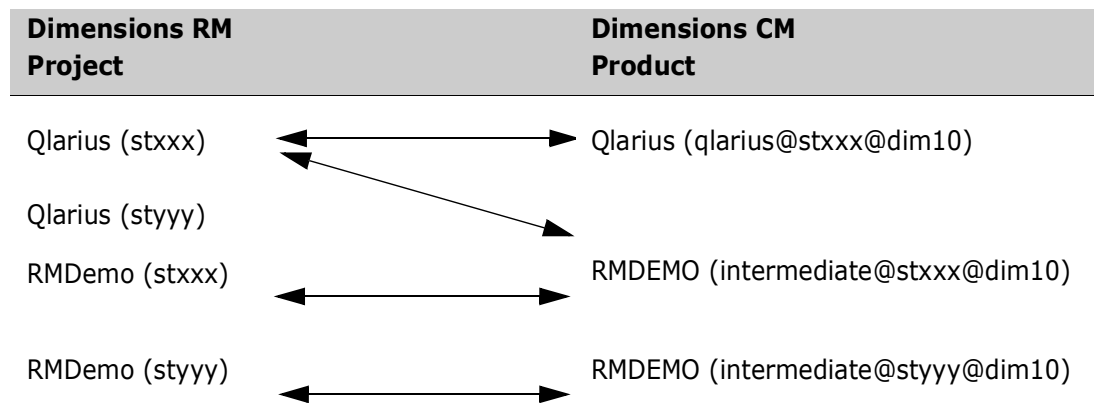 Dimensions RM
Project
Dimensions CM
Product
Qlarius (stxxx)
Qlarius (qlarius@stxxx@dim10)
Qlarius (styyy)
RMDemo (stxxx)
RMDEMO (intermediate@stxxx@dim10)
RMDemo (styyy)
RMDEMO (intermediate@styyy@dim10)